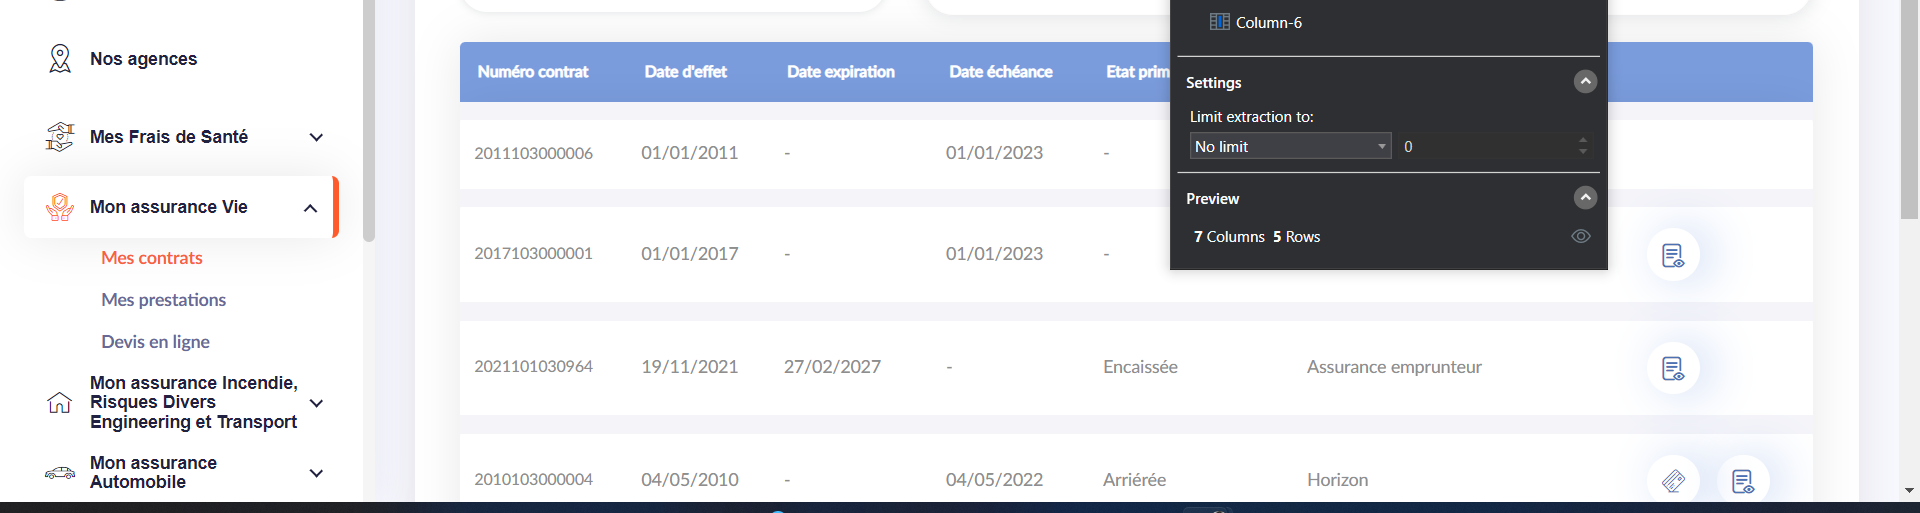 Nos agences
Mes Frais de Santé
Mon assurance Vie
Mes contrats
Mes prestations
Devis en ligne
Mon assurance Incendie,
Risques Divers
Engineering et Transport
Mon assurance
Automobile
Numéro contrat Date d'effet Date expiration Date échéance Etat prim
2011103000006 01/01/2011 - 01/01/2023 -
2017103000001 01/01/2017 - 01/01/2023 -
2021101030964 19/11/2021 27/02/2027 - Encaissée Assurance emprunteur
2010103000004 04/05/2010 - 04/05/2022 Arriérée Horizon
Column-6
Settings
Limit extraction to:
No limit 0
Preview
7 Columns 5 Rows